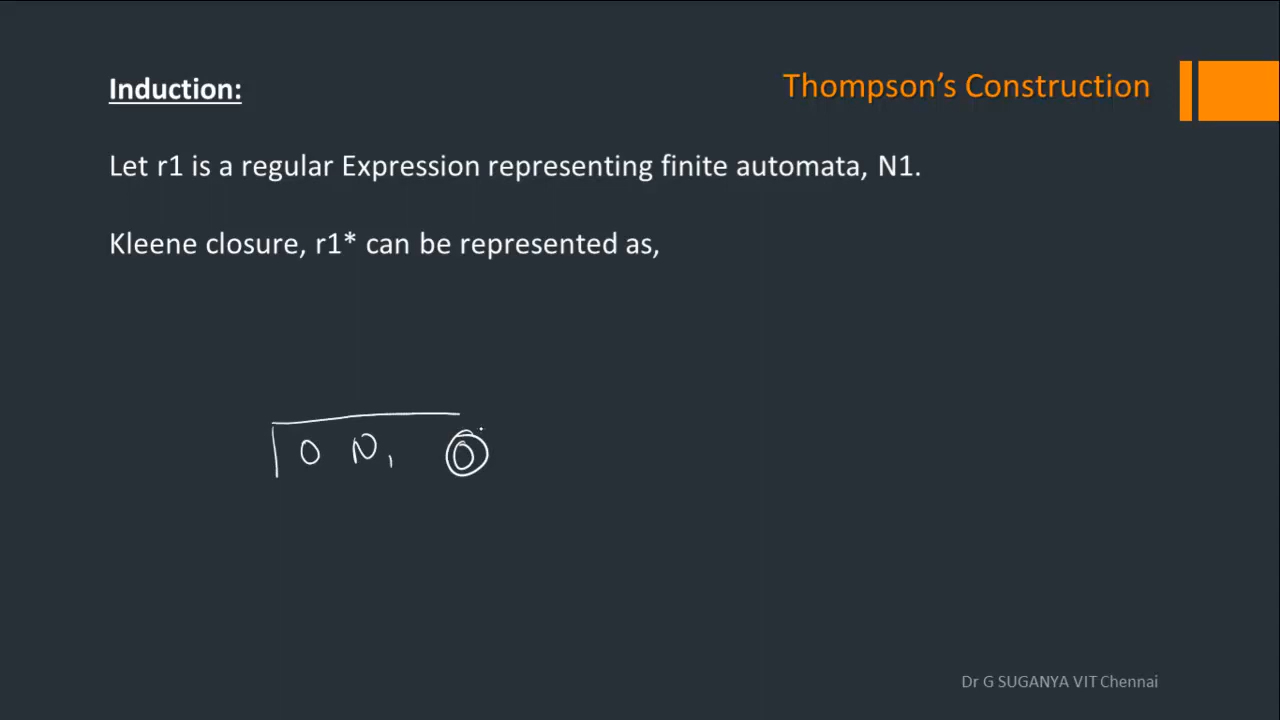 Induction:
Thompson's Construction
Let r1 is a regular Expression representing finite automata, N1.
Kleene closure, r1* can be represented as,
N1
Dr G SUGANYA VIT Chennai